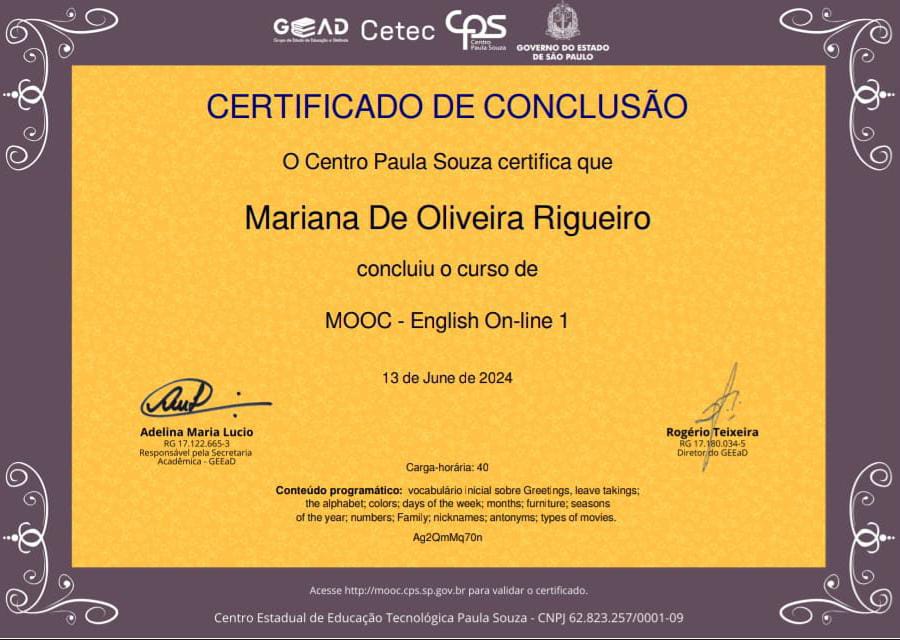 GEAD
Cetec
CPS
Centro
Paula Souza
GOVERNO DO ESTADO
DE SÃO PAULO
CERTIFICADO DE CONCLUSÃO
O Centro Paula Souza certifica que
Mariana De Oliveira Rigueiro
concluiu o curso de
MOOC - English On-line 1
13 de June de 2024
Adelina Maria Lucio
RG 17.122.665-3
Responsável pela Secretaria
Acadêmica - GEEaD
Rogério Teixeira
RG 17.180.034-5
Diretor do GEEaD
Carga-horária: 40
Conteúdo programático: vocabulário inicial sobre Greetings, leave takings;
the alphabet; colors; days of the week; months; furniture; seasons
of the year; numbers; Family; nicknames; antonyms; types of movies.
Ag2QmMq70n
Acesse http://mooc.cps.sp.gov.br para validar o certificado.
Centro Estadual de Educação Tecnológica Paula Souza - CNPJ 62.823.257/0001-09